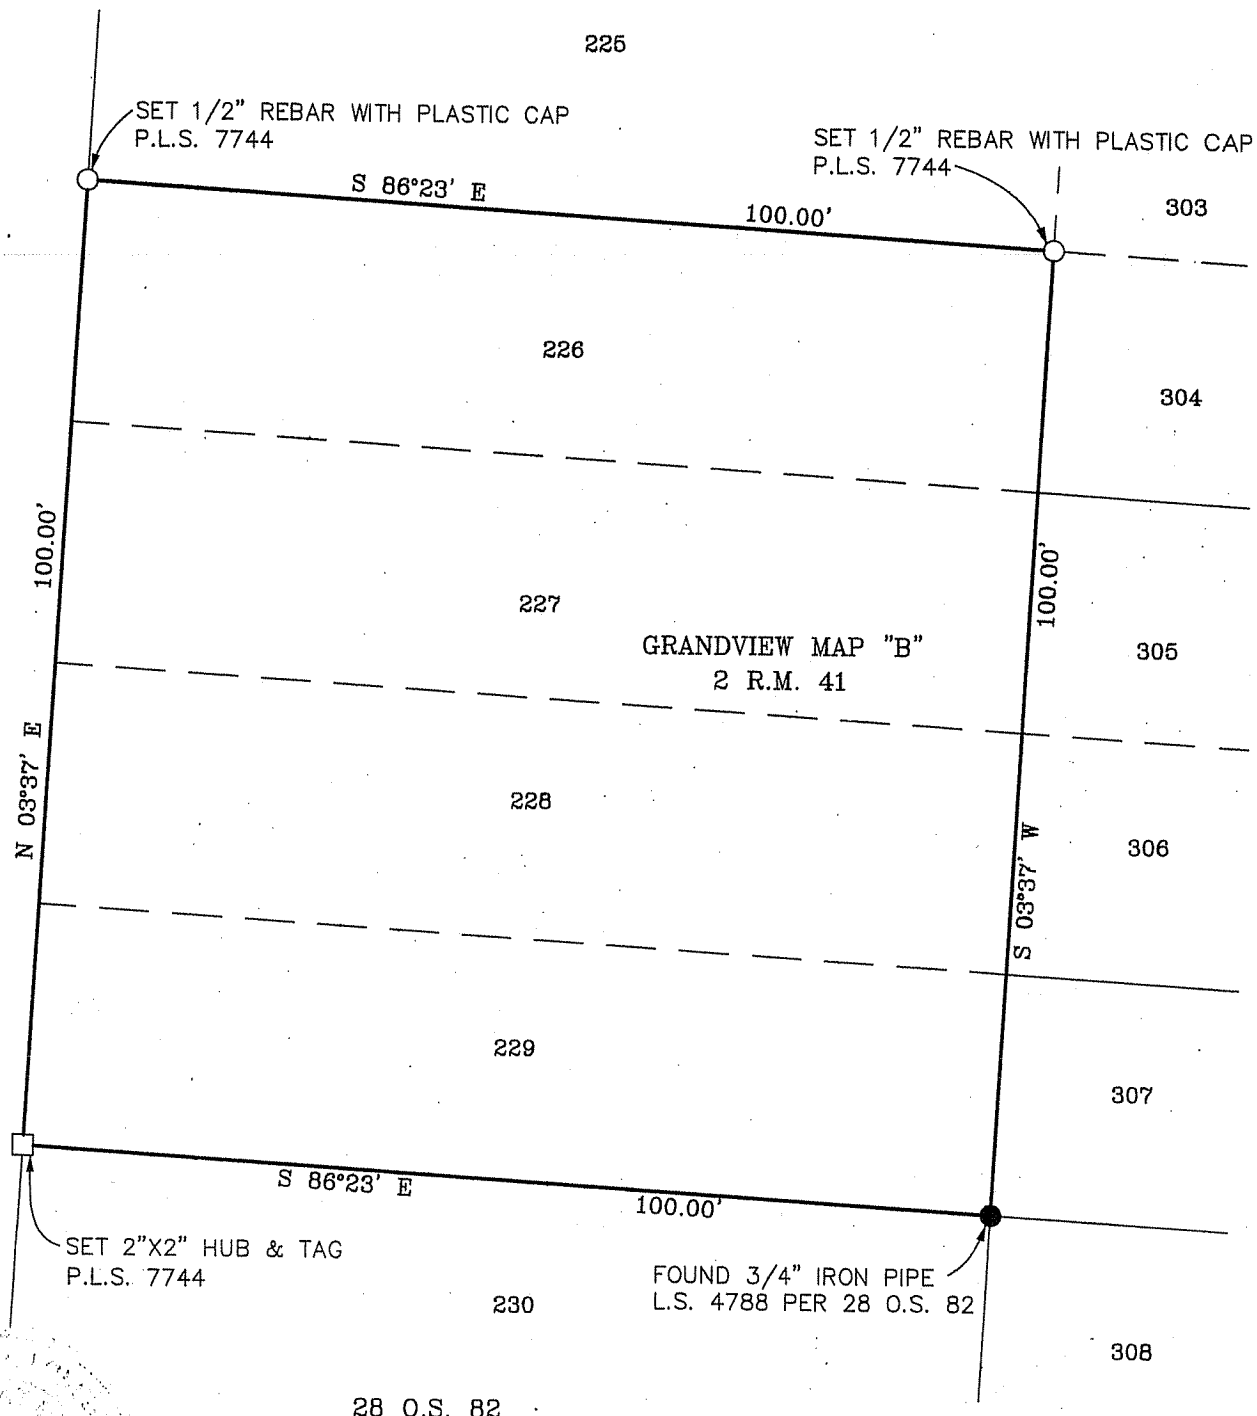 225
SET 1/2" REBAR WITH PLASTIC CAP
P.L.S. 7744
SET 1/2" REBAR WITH PLASTIC CAP
P.L.S. 7744
S 86°23' E
100.00'
303
226
304
100.00'
100.00'
227
GRANDVIEW MAP "B"
2 R.M. 41
305
N 03°37' E
228
S 03°37' W
306
229
307
S 86°23' E
100.00'
SET 2"X2" HUB & TAG
P.L.S. 7744
FOUND 3/4" IRON PIPE
L.S. 4788 PER 28 O.S. 82
230
308
28 O.S. 82